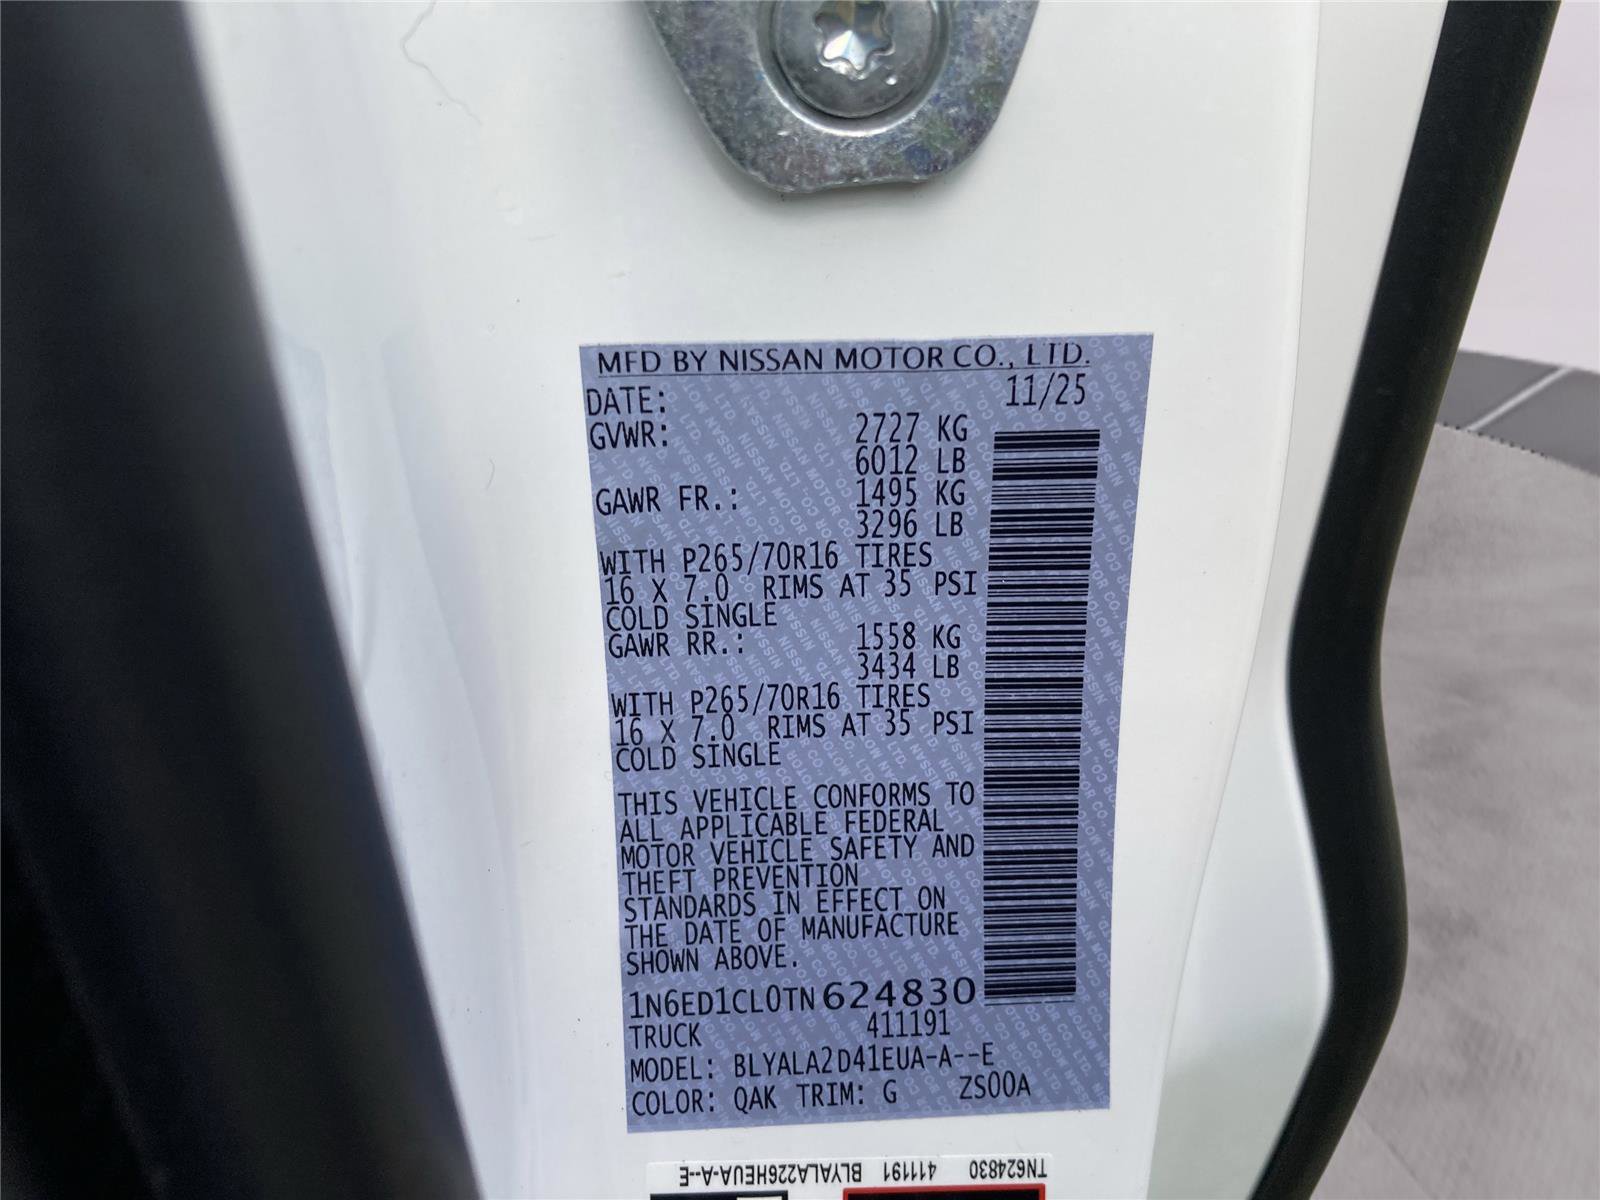 MFD BY NISSAN MOTOR CO., LTD.
DATE: 11/25
GVWR: 2727 KG
6012 LB
GAWR FR.: 1495 KG
3296 LB
WITH P265/70R16 TIRES
16 X 7.0 RIMS AT 35 PSI
COLD SINGLE
GAWR RR.: 1558 KG
3434 LB
WITH P265/70R16 TIRES
16 X 7.0 RIMS AT 35 PSI
COLD SINGLE
THIS VEHICLE CONFORMS TO
ALL APPLICABLE FEDERAL
MOTOR VEHICLE SAFETY AND
THEFT PREVENTION
STANDARDS IN EFFECT ON
THE DATE OF MANUFACTURE
SHOWN ABOVE.
1N6ED1CL0TN624830
TRUCK 411191
MODEL: BLYALA2D41EUA-A--E
COLOR: QAK TRIM: G ZS00A
TN624830 411191 BLYALA226HEUA-A--E